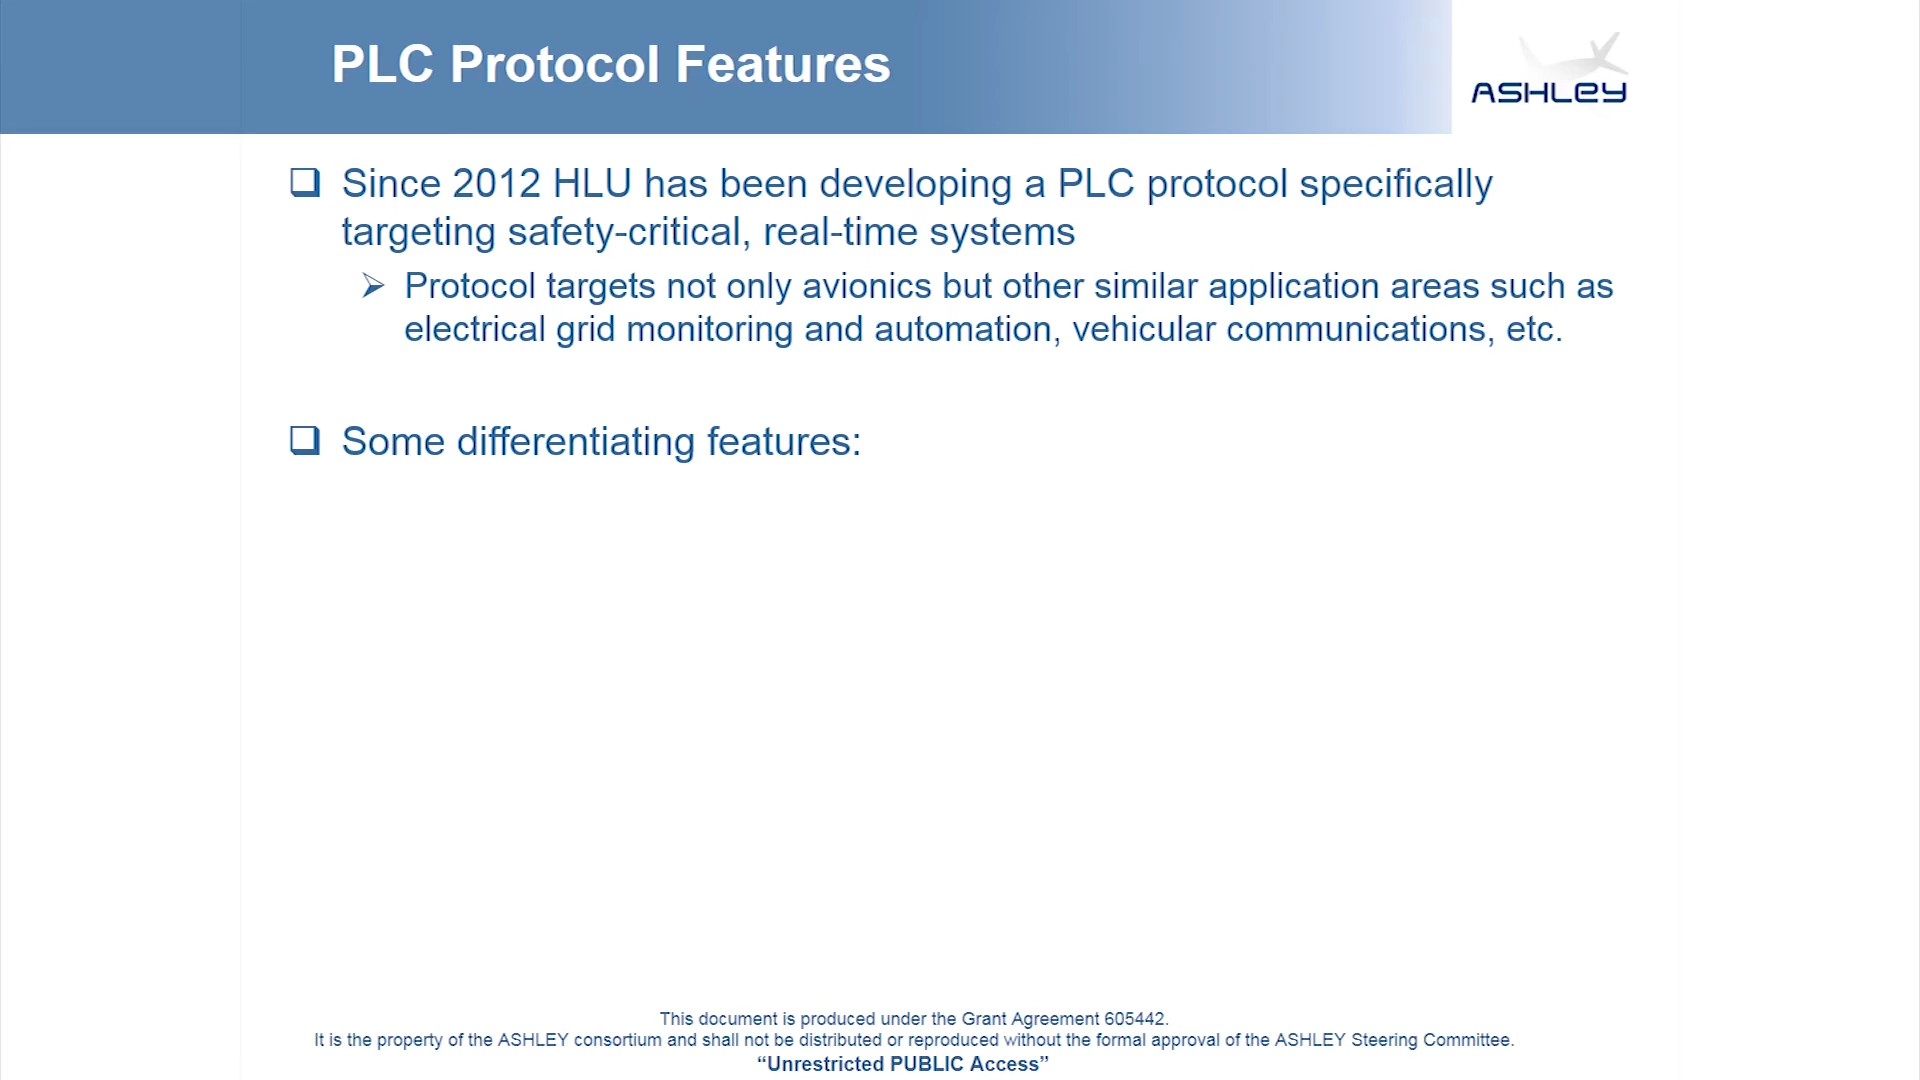 PLC Protocol Features
ASHLEY
Since 2012 HLU has been developing a PLC protocol specifically
targeting safety-critical, real-time systems
Protocol targets not only avionics but other similar application areas such as
electrical grid monitoring and automation, vehicular communications, etc.
Some differentiating features:
This document is produced under the Grant Agreement 605442.
It is the property of the ASHLEY consortium and shall not be distributed or reproduced without the formal approval of the ASHLEY Steering Committee.
“Unrestricted PUBLIC Access”